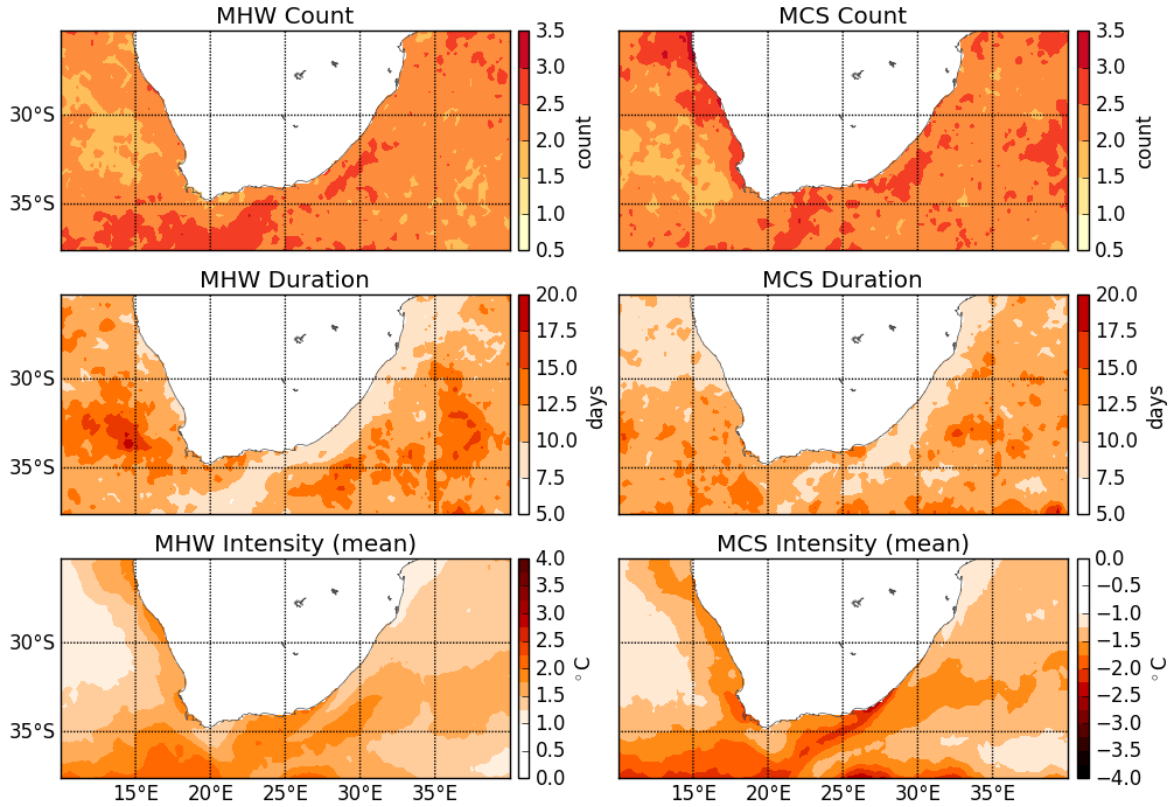 MHW Count
MCS Count
30°S
35°S
3.5
3.0
2.5
2.0
1.5
1.0
0.5
count
3.5
3.0
2.5
2.0
1.5
1.0
0.5
count
MHW Duration
MCS Duration
30°S
35°S
20.0
17.5
15.0
12.5
10.0
7.5
5.0
days
20.0
17.5
15.0
12.5
10.0
7.5
5.0
days
MHW Intensity (mean)
MCS Intensity (mean)
30°S
35°S
4.0
3.5
3.0
2.5
2.0
1.5
1.0
0.5
0.0
°C
0.0
−0.5
−1.0
−1.5
−2.0
−2.5
−3.0
−3.5
−4.0
°C
15°E 20°E 25°E 30°E 35°E
15°E 20°E 25°E 30°E 35°E